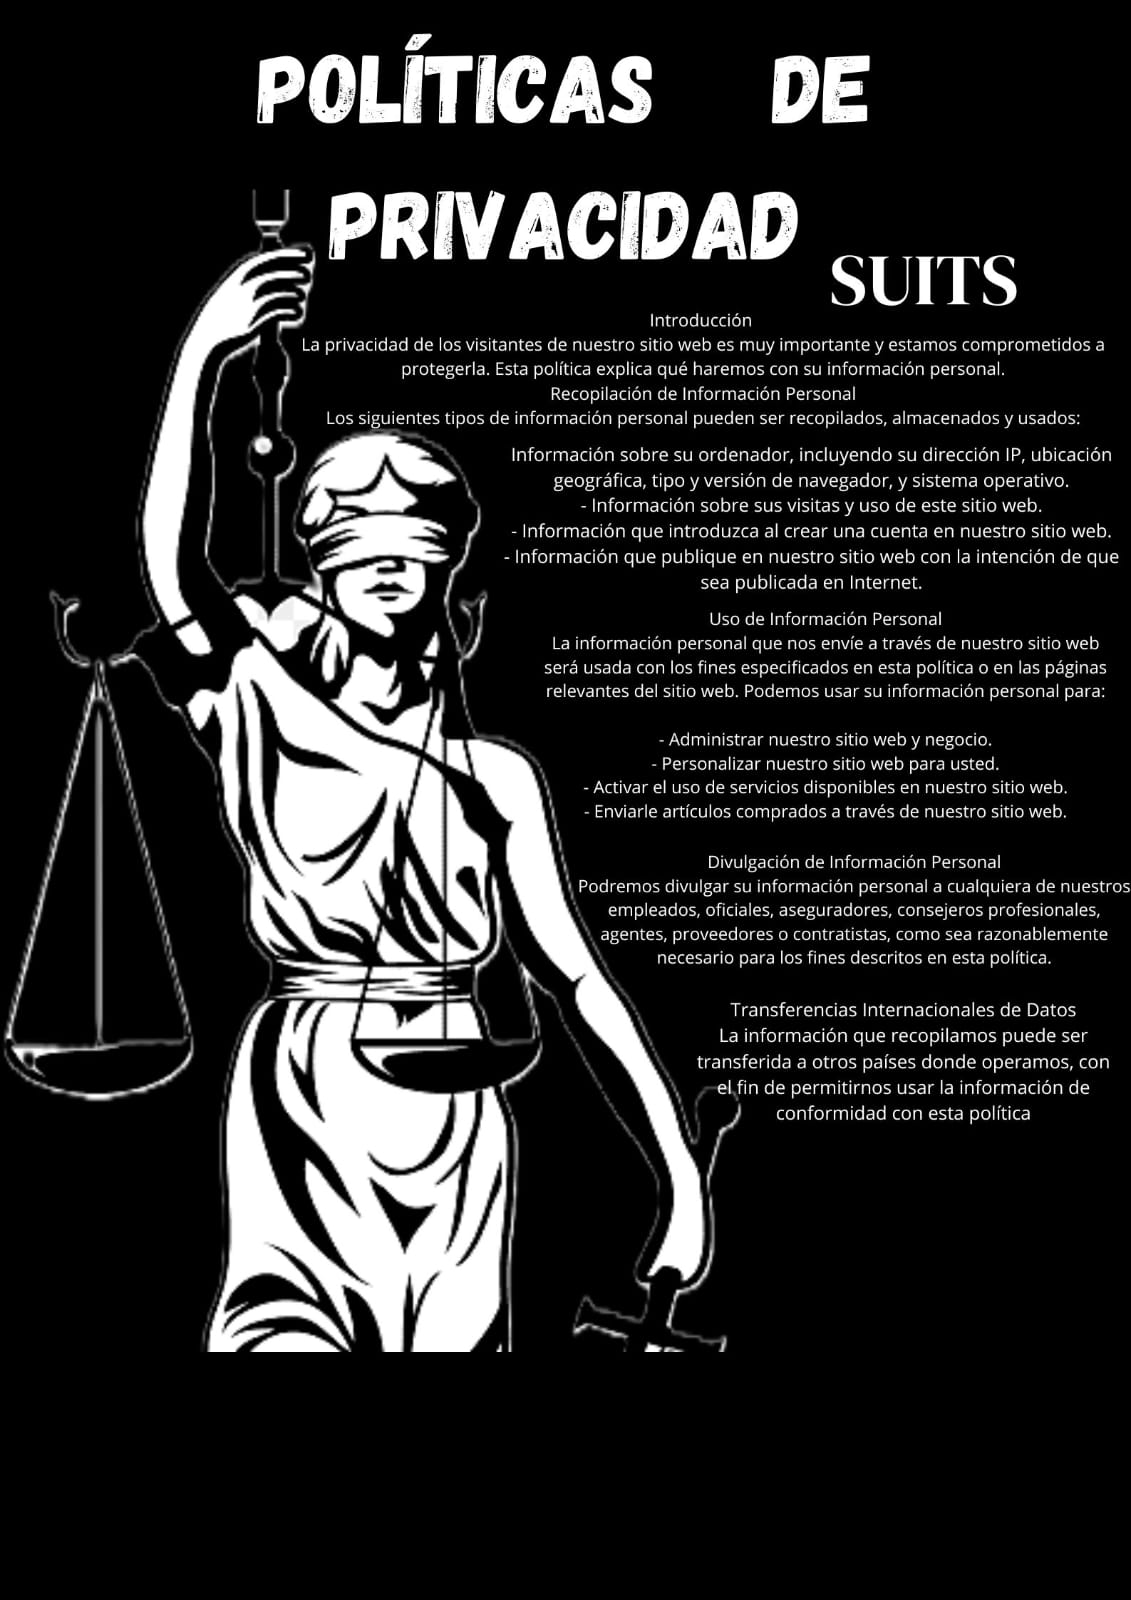 POLÍTICAS DE
PRIVACIDAD
SUITS
Introducción
La privacidad de los visitantes de nuestro sitio web es muy importante y estamos comprometidos a
protegerla. Esta política explica qué haremos con su información personal.
Recopilación de Información Personal
Los siguientes tipos de información personal pueden ser recopilados, almacenados y usados:
Información sobre su ordenador, incluyendo su dirección IP, ubicación
geográfica, tipo y versión de navegador, y sistema operativo.
- Información sobre sus visitas y uso de este sitio web.
- Información que introduzca al crear una cuenta en nuestro sitio web.
- Información que publique en nuestro sitio web con la intención de que
sea publicada en Internet.
Uso de Información Personal
La información personal que nos envíe a través de nuestro sitio web
será usada con los fines especificados en esta política o en las páginas
relevantes del sitio web. Podemos usar su información personal para:
- Administrar nuestro sitio web y negocio.
- Personalizar nuestro sitio web para usted.
- Activar el uso de servicios disponibles en nuestro sitio web.
- Enviarle artículos comprados a través de nuestro sitio web.
Divulgación de Información Personal
Podremos divulgar su información personal a cualquiera de nuestros
empleados, oficiales, aseguradores, consejeros profesionales,
agentes, proveedores o contratistas, como sea razonablemente
necesario para los fines descritos en esta política.
Transferencias Internacionales de Datos
La información que recopilamos puede ser
transferida a otros países donde operamos, con
el fin de permitirnos usar la información de
conformidad con esta política